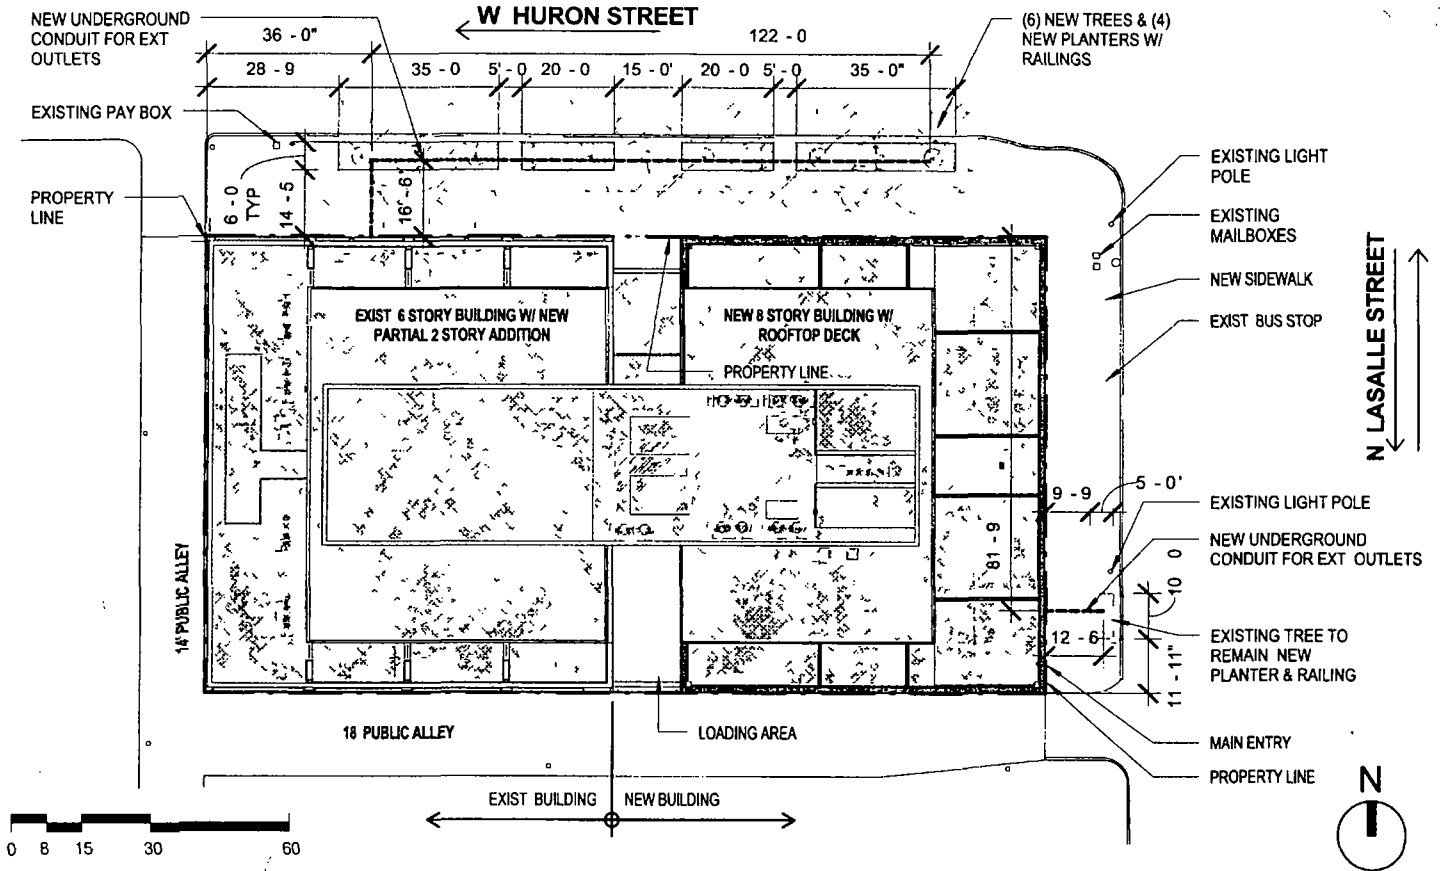 W HURON STREET
NEW UNDERGROUND
CONDUIT FOR EXT
OUTLETS
36 - 0"
122 - 0
(6) NEW TREES & (4)
NEW PLANTERS W/
RAILINGS
28 - 9
35 - 0
5' - 0
20 - 0
15 - 0'
20 - 0
5' - 0
35 - 0"
EXISTING PAY BOX
PROPERTY
LINE
6 - 0
TYP
14 - 5
16' - 6"
EXISTING LIGHT
POLE
EXISTING
MAILBOXES
NEW SIDEWALK
EXIST BUS STOP
N LASALLE STREET
EXIST 6 STORY BUILDING W/ NEW
PARTIAL 2 STORY ADDITION
NEW 8 STORY BUILDING W/
ROOFTOP DECK
PROPERTY LINE
9 - 9
5 - 0'
81 - 9
EXISTING LIGHT POLE
NEW UNDERGROUND
CONDUIT FOR EXT OUTLETS
10 0
12 - 6
11 - 11"
EXISTING TREE TO
REMAIN NEW
PLANTER & RAILING
14' PUBLIC ALLEY
18 PUBLIC ALLEY
LOADING AREA
MAIN ENTRY
PROPERTY LINE
EXIST BUILDING
NEW BUILDING
N
0 8 15 30 60